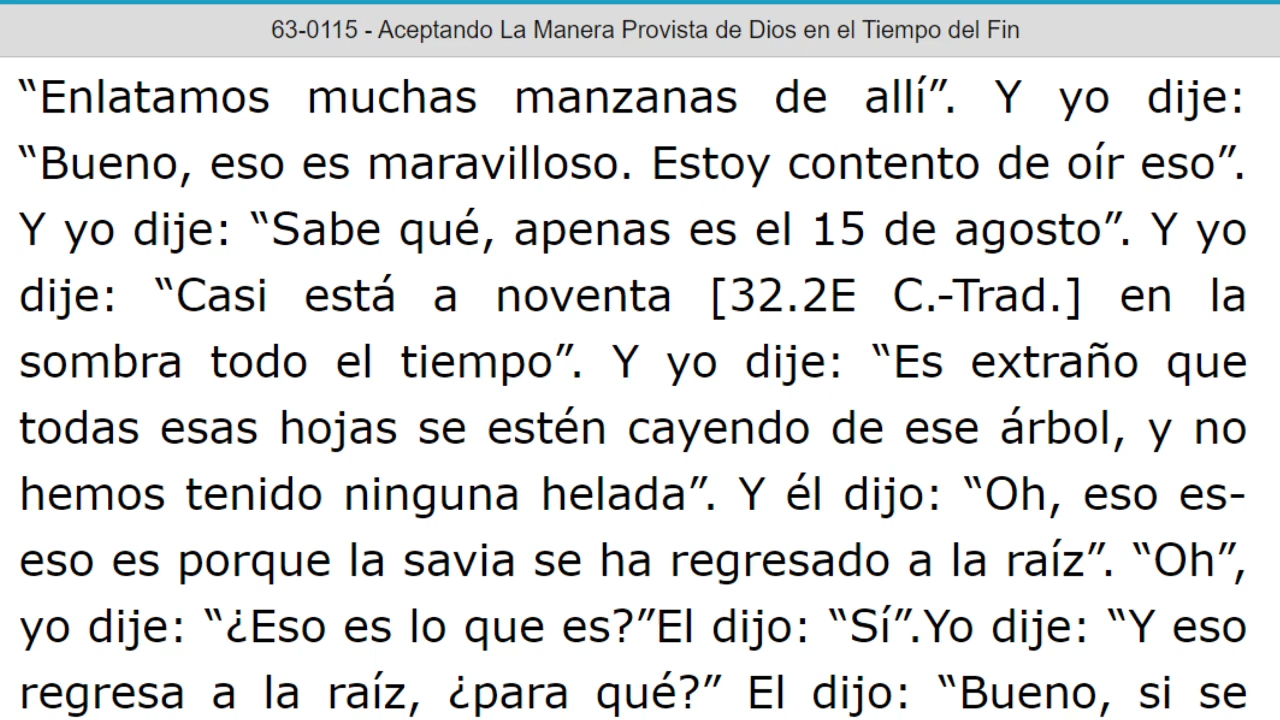 63-0115 - Aceptando La Manera Provista de Dios en el Tiempo del Fin
“Enlatamos muchas manzanas de allí”. Y yo dije:
“Bueno, eso es maravilloso. Estoy contento de oír eso”.
Y yo dije: “Sabe qué, apenas es el 15 de agosto”. Y yo
dije: “Casi está a noventa [32.2E C.-Trad.] en la
sombra todo el tiempo”. Y yo dije: “Es extraño que
todas esas hojas se estén cayendo de ese árbol, y no
hemos tenido ninguna helada”. Y él dijo: “Oh, eso es-
eso es porque la savia se ha regresado a la raíz”. “Oh”,
yo dije: “¿Eso es lo que es?”El dijo: “Sí”.Yo dije: “Y eso
regresa a la raíz, ¿para qué?” El dijo: “Bueno, si se